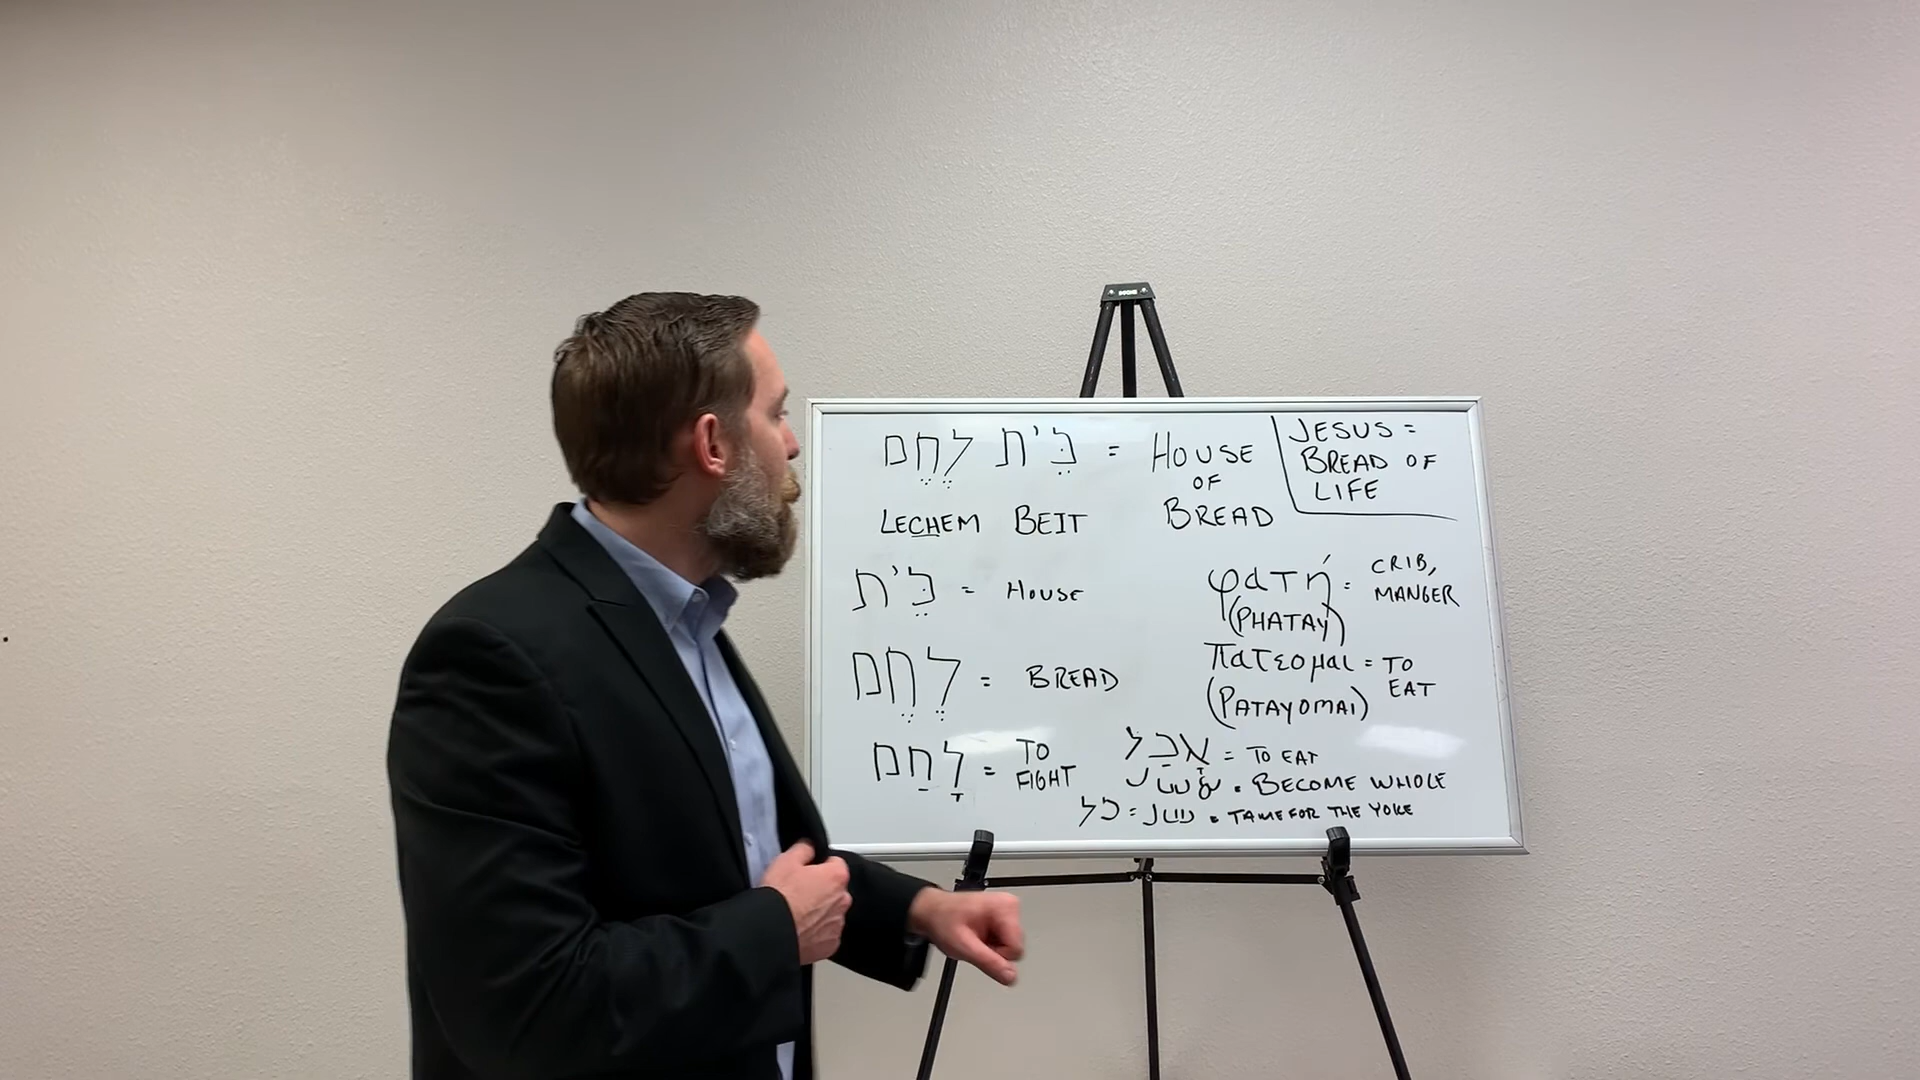 בֵּית לֶחֶם = HOUSE OF BREAD
LECHEM BEIT
JESUS =
BREAD OF
LIFE
בֵּית = HOUSE
לֶחֶם = BREAD
לָחַם = TO FIGHT
φατή = CRIB, MANGER
(PHATAY)
πατεομαι = TO EAT
(PATAYOMAI)
אָכַל = TO EAT
. BECOME WHOLE
כל = . TAME FOR THE YOKE